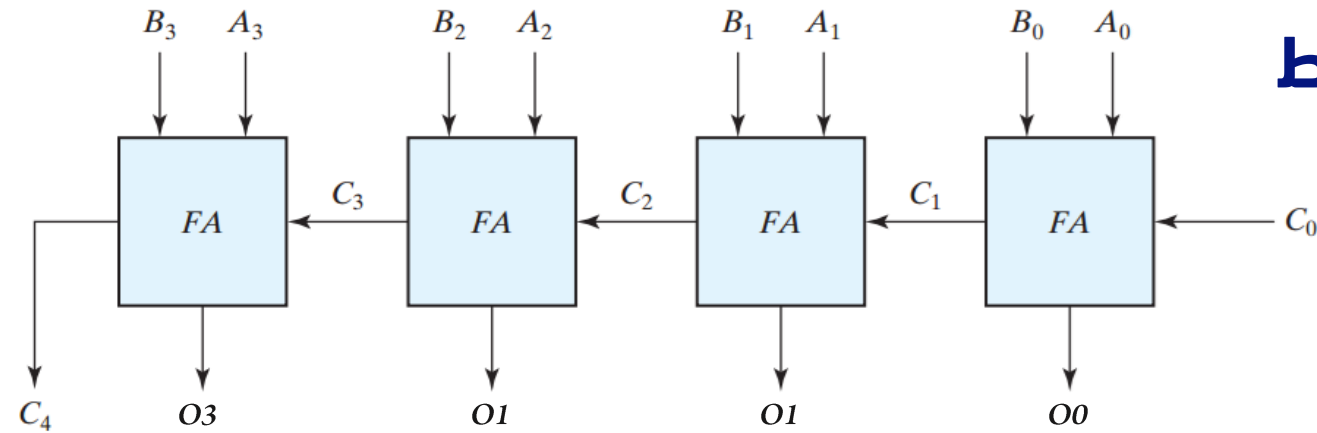 B₃ A₃ B₂ A₂ B₁ A₁ B₀ A₀
C₃ C₂ C₁
FA FA FA FA C₀
C₄ O3 O1 O1 O0